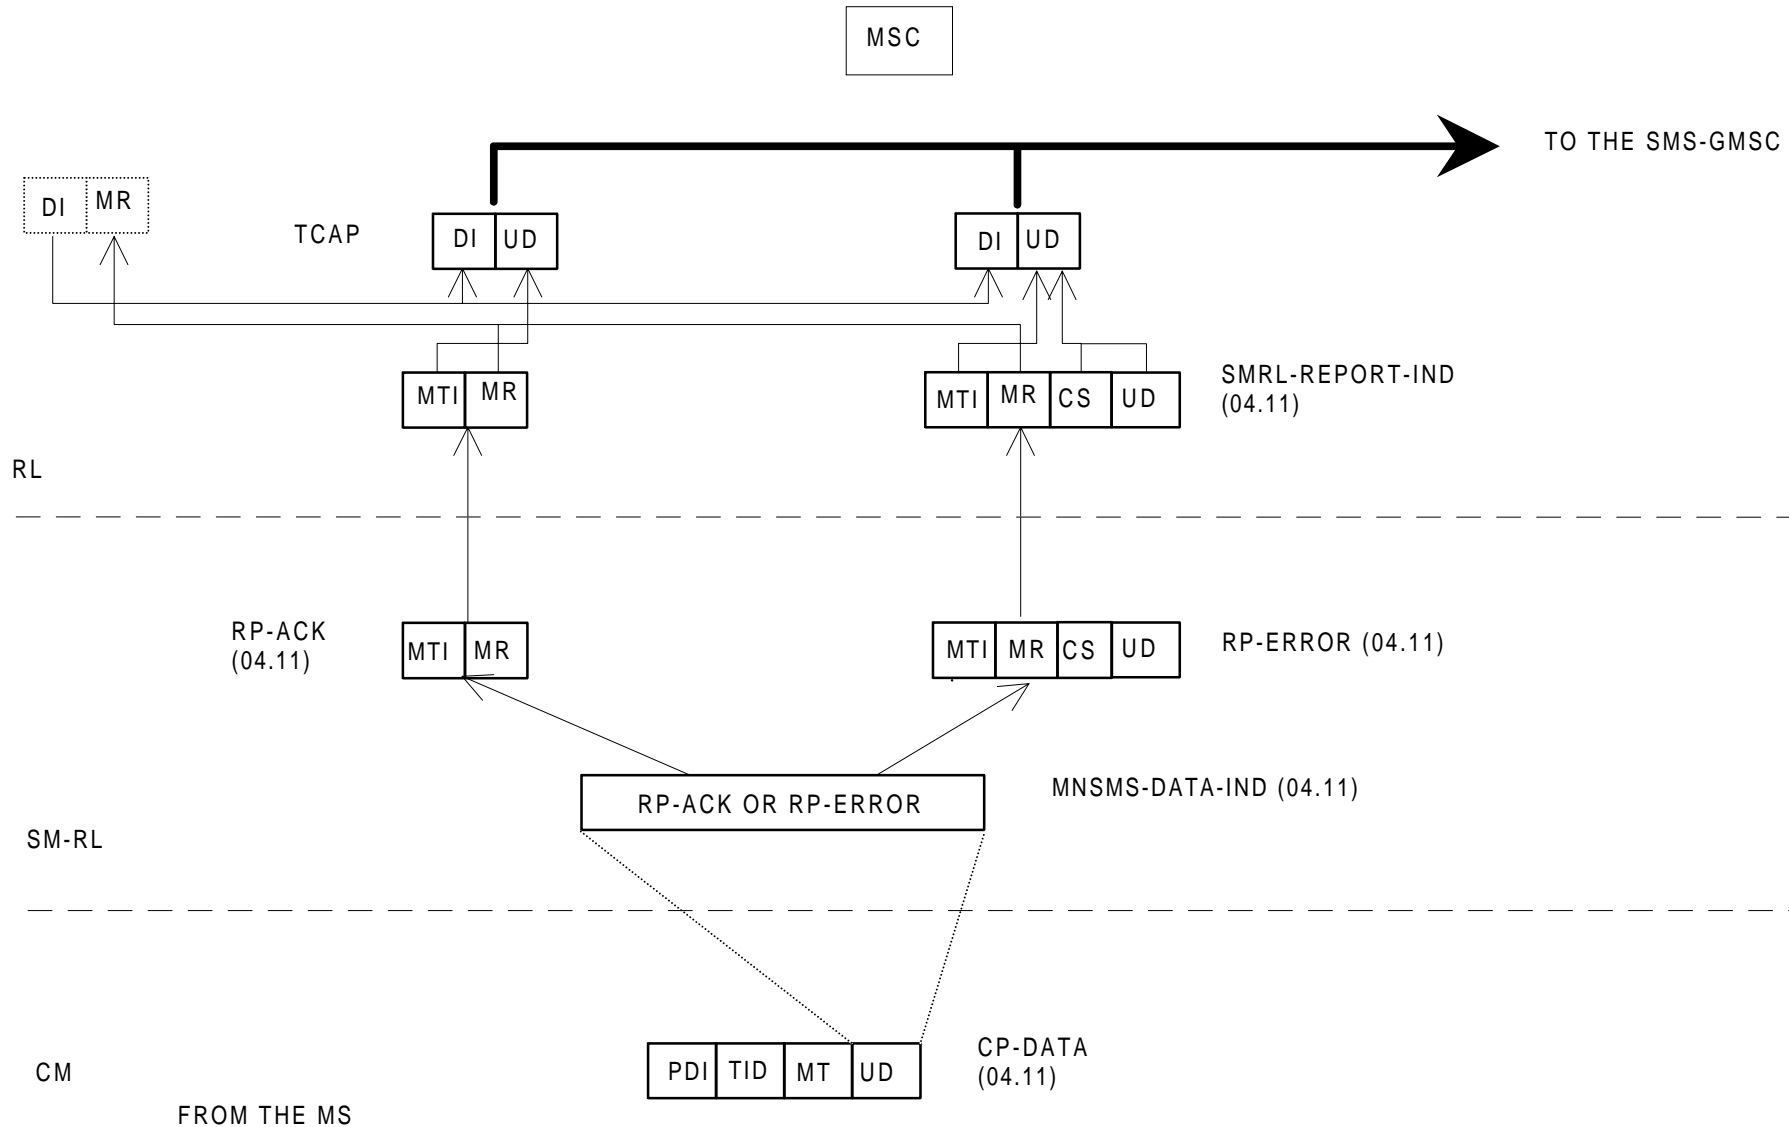 MSC
TO THE SMS-GMSC
DI MR
TCAP
DI UD
DI UD
MTI MR
MTI MR CS UD
SMRL-REPORT-IND
(04.11)
RL
RP-ACK
(04.11)
MTI MR
MTI MR CS UD
RP-ERROR (04.11)
RP-ACK OR RP-ERROR
MNSMS-DATA-IND (04.11)
SM-RL
CP-DATA
(04.11)
PDI TID MT UD
CM
FROM THE MS